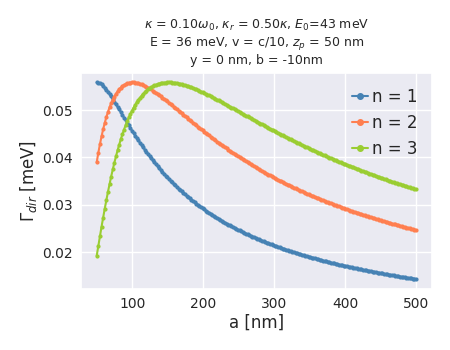 κ = 0.10ω₀, κᵣ = 0.50κ, E₀=43 meV
E = 36 meV, v = c/10, zₚ = 50 nm
y = 0 nm, b = -10nm
n = 1
n = 2
n = 3
0.05
0.04
0.03
0.02
Γ_dir [meV]
100
200
300
400
500
a [nm]